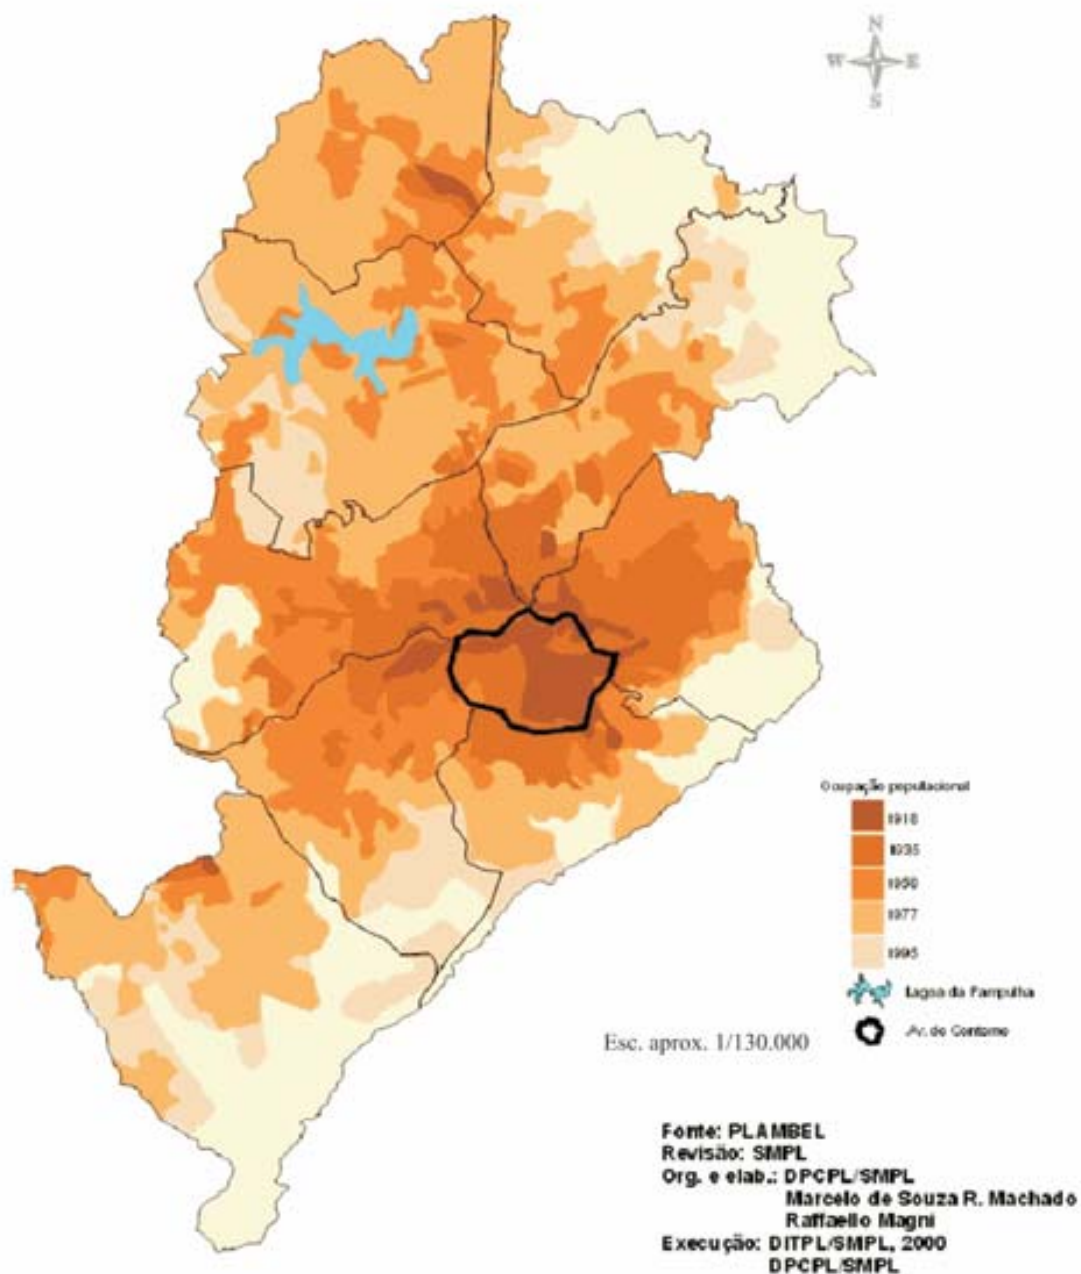 N
W E
S
Ocupação populacional
1918
1935
1950
1977
1995
Lagoa da Pampulha
Av. do Contorno
Esc. aprox. 1/130.000
Fonte: PLAMBEL
Revisão: SMPL
Org. e elab.: DPCPL/SMPL
Marcelo de Souza R. Machado
Raffaello Magni
Execução: DITPL/SMPL, 2000
DPCPL/SMPL